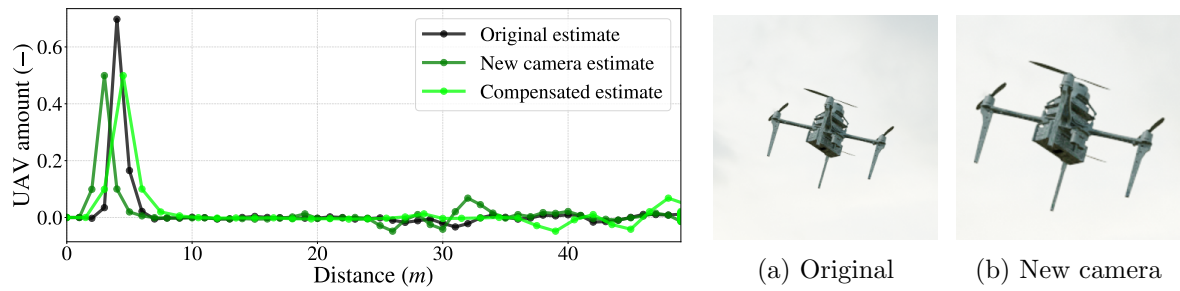 UAV amount (−)
0.6
0.4
0.2
0.0
Original estimate
New camera estimate
Compensated estimate
0 10 20 30 40
Distance (m)
(a) Original
(b) New camera